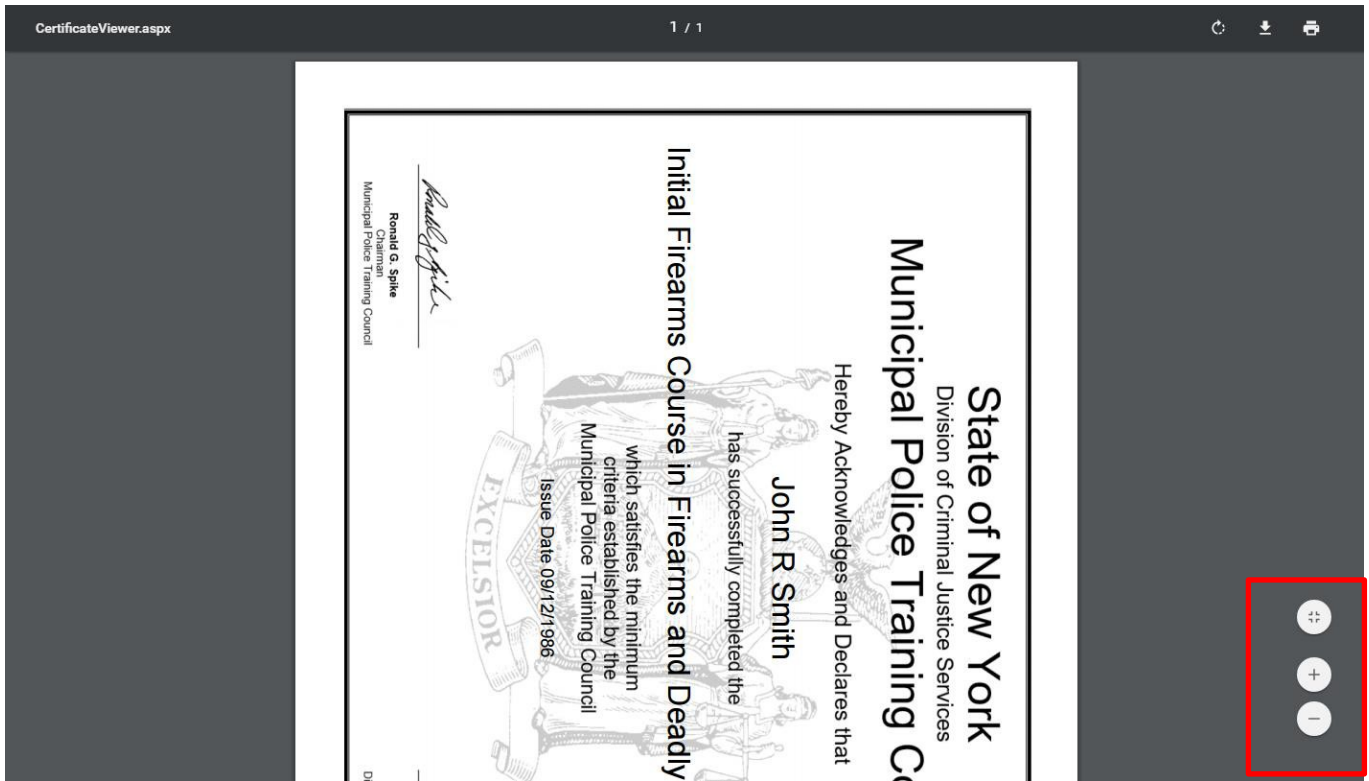 CertificateViewer.aspx
1 / 1
State of New York
Division of Criminal Justice Services
Municipal Police Training Co
Hereby Acknowledges and Declares that
John R Smith
has successfully completed the
Initial Firearms Course in Firearms and Deadly
which satisfies the minimum
criteria established by the
Municipal Police Training Council
Issue Date 09/12/1986
EXCELSIOR
Ronald G. Spike
Ronald G. Spike
Chairman
Municipal Police Training Council
Di